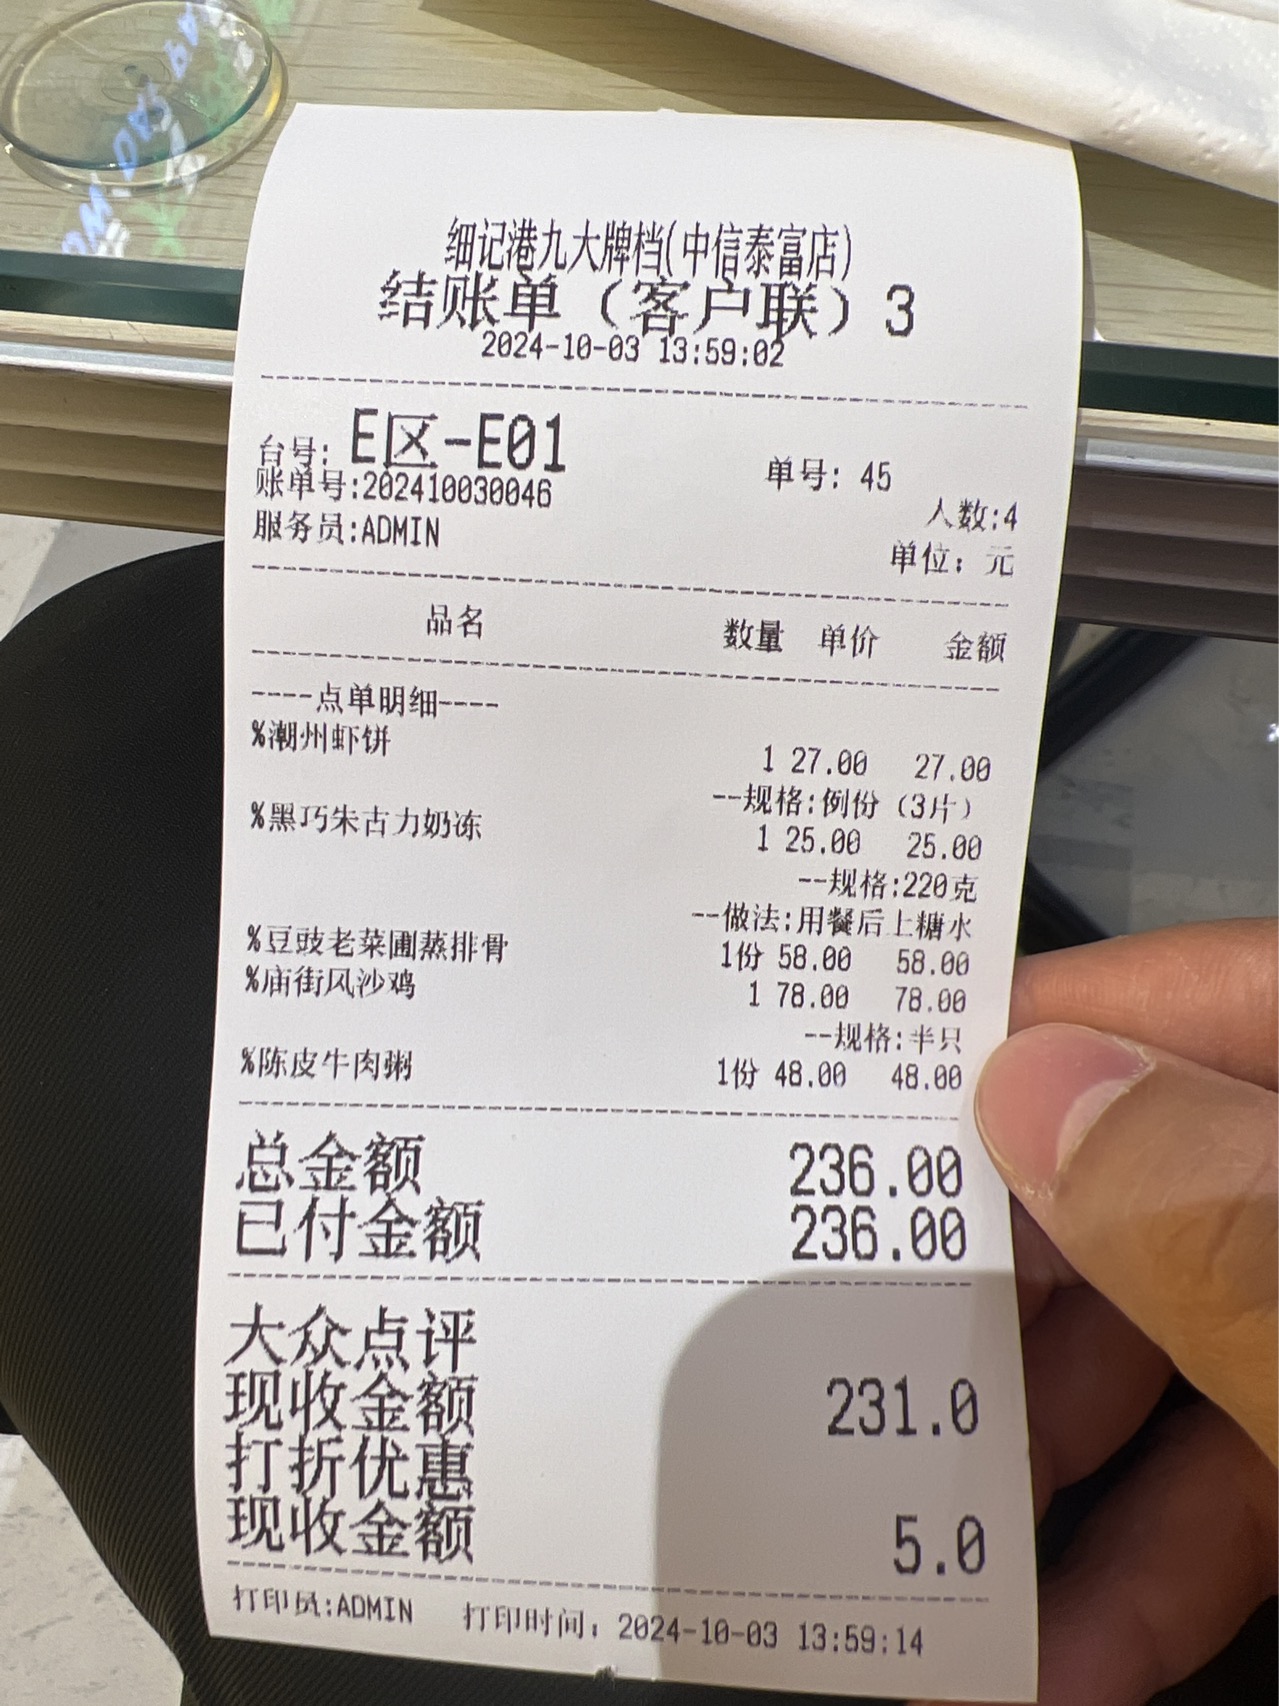 细记港九大牌档(中信泰富店)
结账单（客户联）3
2024-10-03 13:59:02
台号: E区-E01 单号: 45
账单号:202410030046 人数:4
服务员:ADMIN 单位: 元
品名 数量 单价 金额
----点单明细----
%潮州虾饼
1 27.00 27.00
--规格:例份（3片）
%黑巧朱古力奶冻
1 25.00 25.00
--规格:220克
--做法:用餐后上糖水
%豆豉老菜圃蒸排骨 1份 58.00 58.00
%庙街风沙鸡 1 78.00 78.00
--规格:半只
%陈皮牛肉粥 1份 48.00 48.00
总金额 236.00
已付金额 236.00
大众点评
现收金额 231.0
打折优惠
现收金额 5.0
打印员:ADMIN 打印时间: 2024-10-03 13:59:14